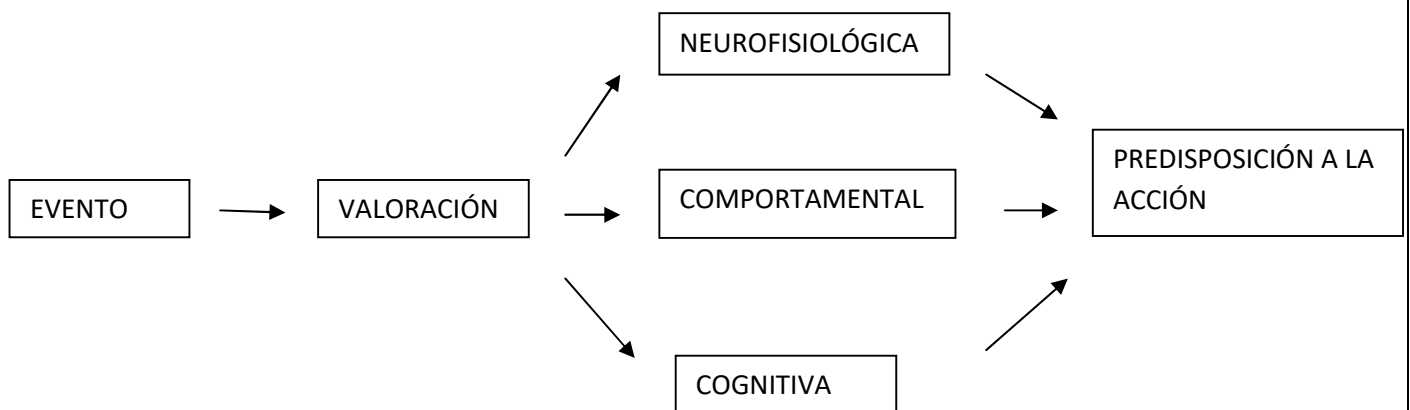 EVENTO
VALORACIÓN
NEUROFISIOLÓGICA
COMPORTAMENTAL
COGNITIVA
PREDISPOSICIÓN A LA
ACCIÓN